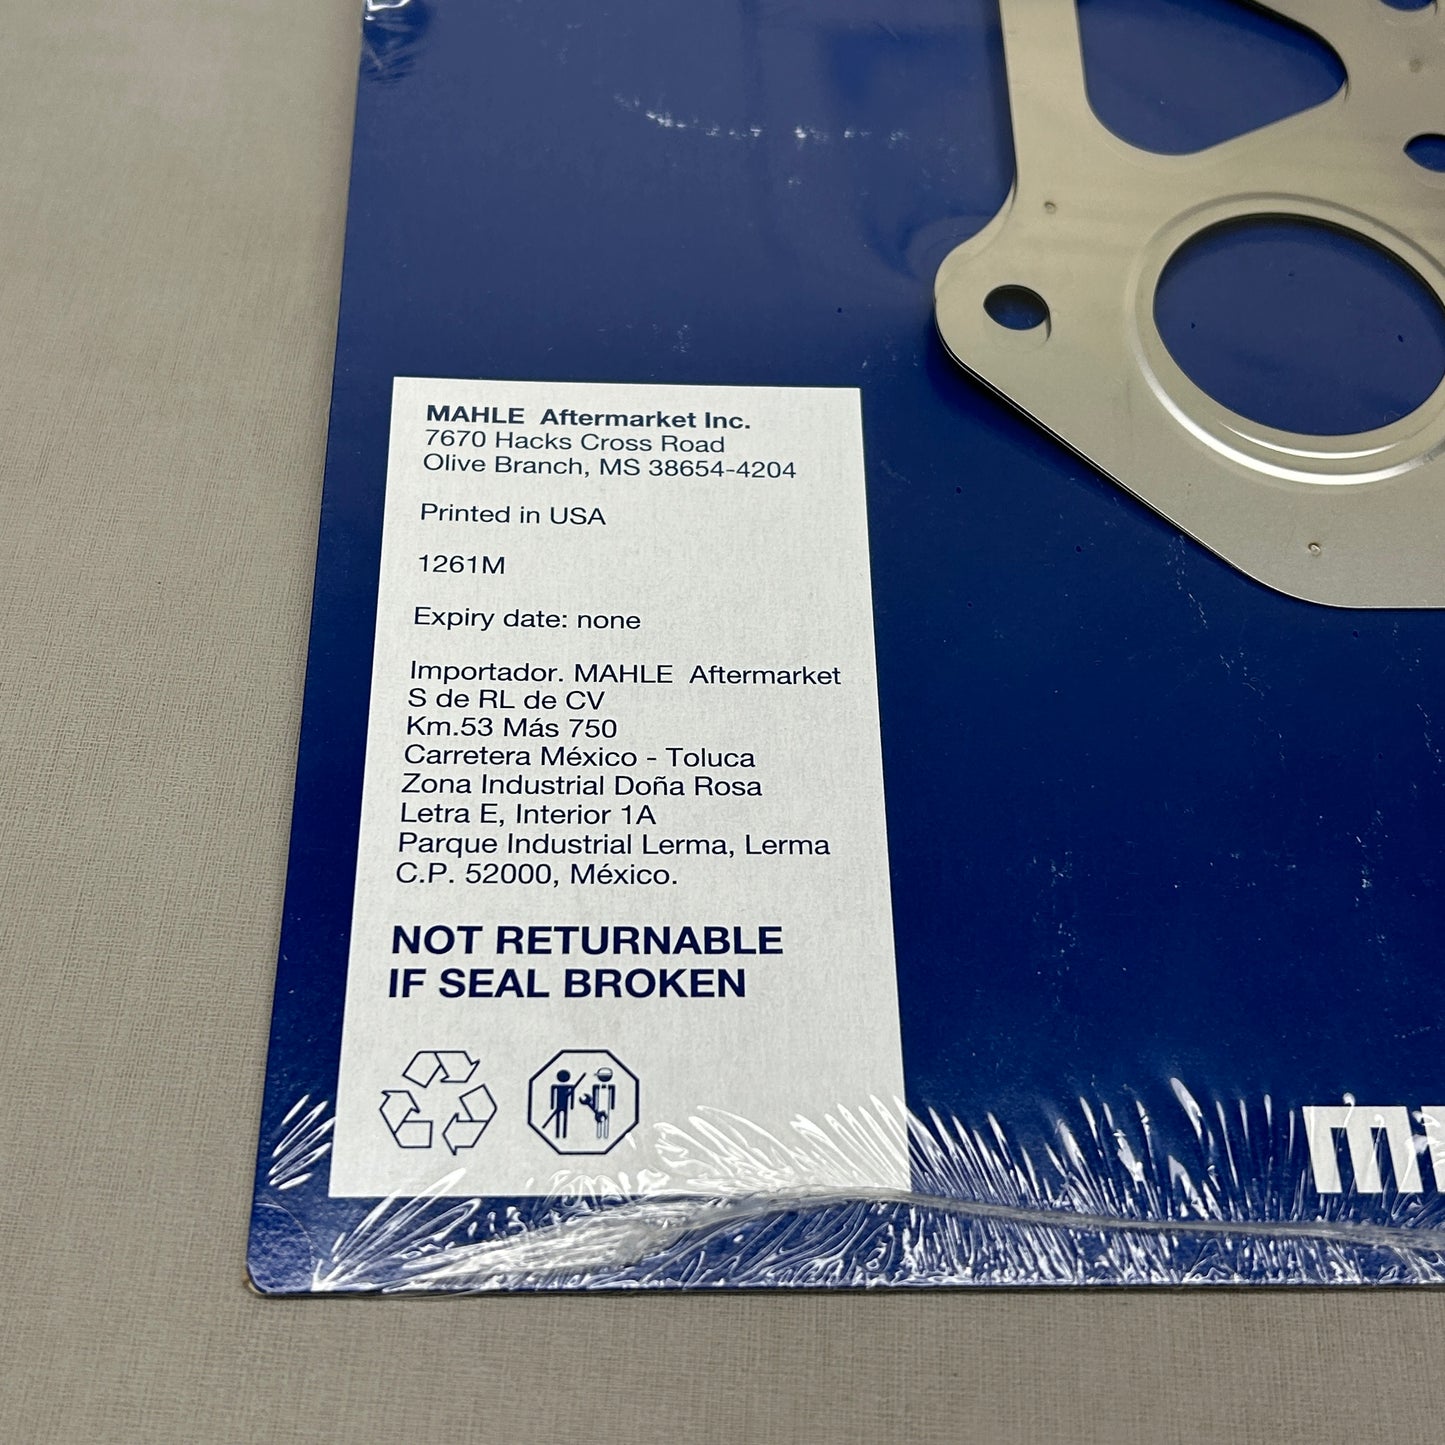 MAHLE Aftermarket Inc.
7670 Hacks Cross Road
Olive Branch, MS 38654-4204
Printed in USA
1261M
Expiry date: none
Importador. MAHLE Aftermarket
S de RL de CV
Km.53 Más 750
Carretera México - Toluca
Zona Industrial Doña Rosa
Letra E, Interior 1A
Parque Industrial Lerma, Lerma
C.P. 52000, México.
NOT RETURNABLE
IF SEAL BROKEN